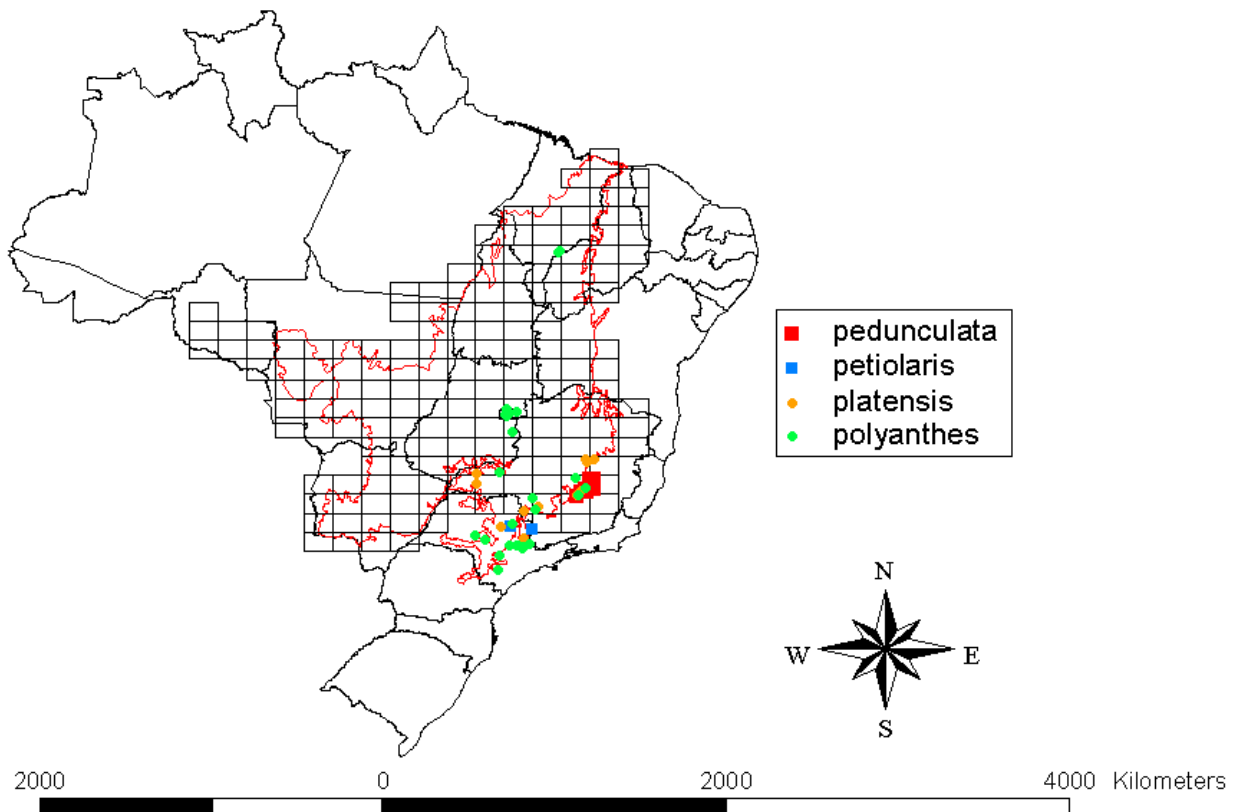 pedunculata
petiolaris
platensis
polyanthes
N
W E
S
2000 0 2000 4000 Kilometers